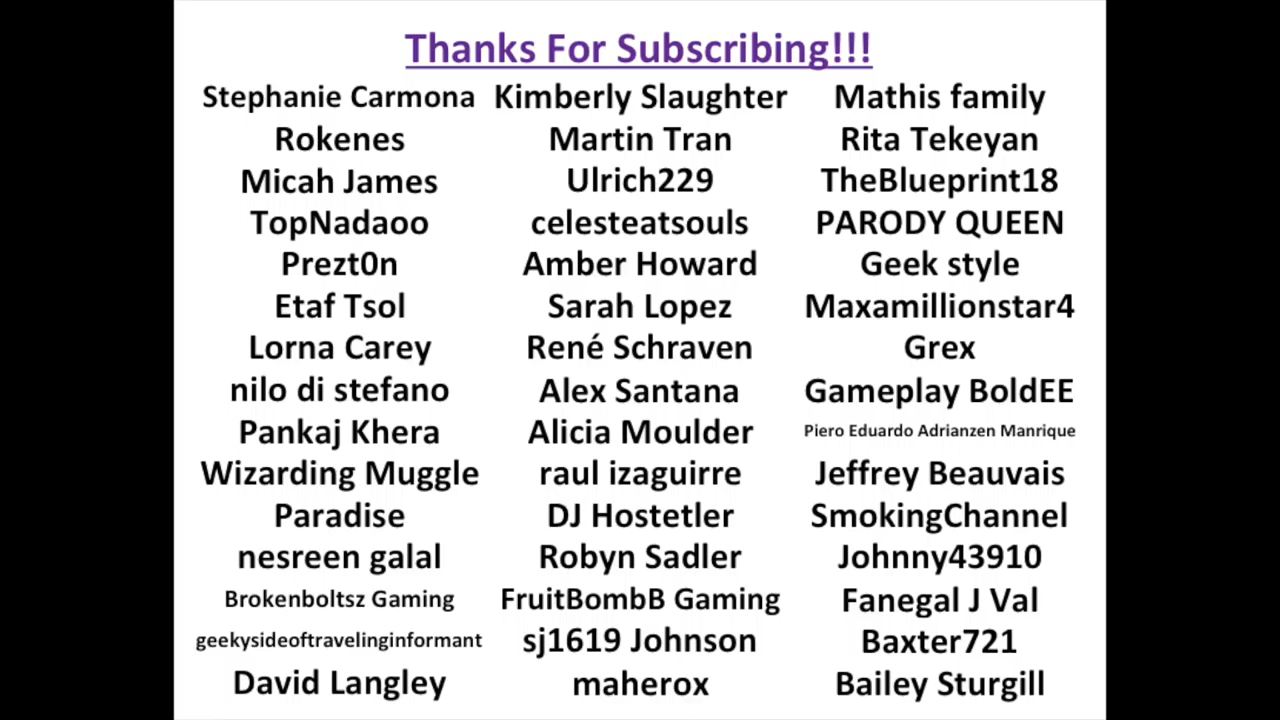 Thanks For Subscribing!!!
Stephanie Carmona Kimberly Slaughter Mathis family
Rokenes Martin Tran Rita Tekeyan
Micah James Ulrich229 TheBlueprint18
TopNadaoo celesteatsouls PARODY QUEEN
Prezt0n Amber Howard Geek style
Etaf Tsol Sarah Lopez Maxamillionstar4
Lorna Carey René Schraven Grex
nilo di stefano Alex Santana Gameplay BoldEE
Pankaj Khera Alicia Moulder Piero Eduardo Adrianzen Manrique
Wizarding Muggle raul izaguirre Jeffrey Beauvais
Paradise DJ Hostetler SmokingChannel
nesreen galal Robyn Sadler Johnny43910
Brokenboltsz Gaming FruitBombB Gaming Fanegal J Val
geekysideoftravelinginformant sj1619 Johnson Baxter721
David Langley maherox Bailey Sturgill